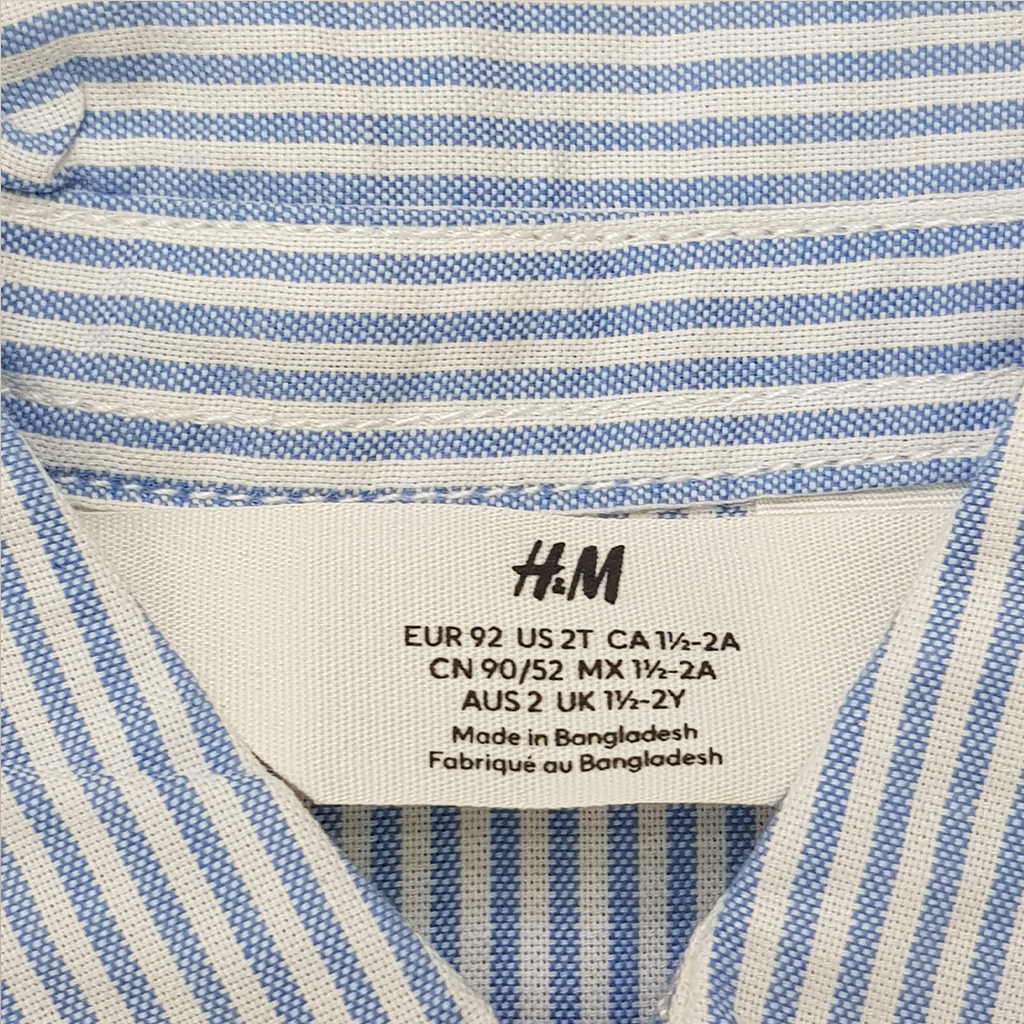 H&M
EUR 92 US 2T CA 1½-2A
CN 90/52 MX 1½-2A
AUS 2 UK 1½-2Y
Made in Bangladesh
Fabriqué au Bangladesh